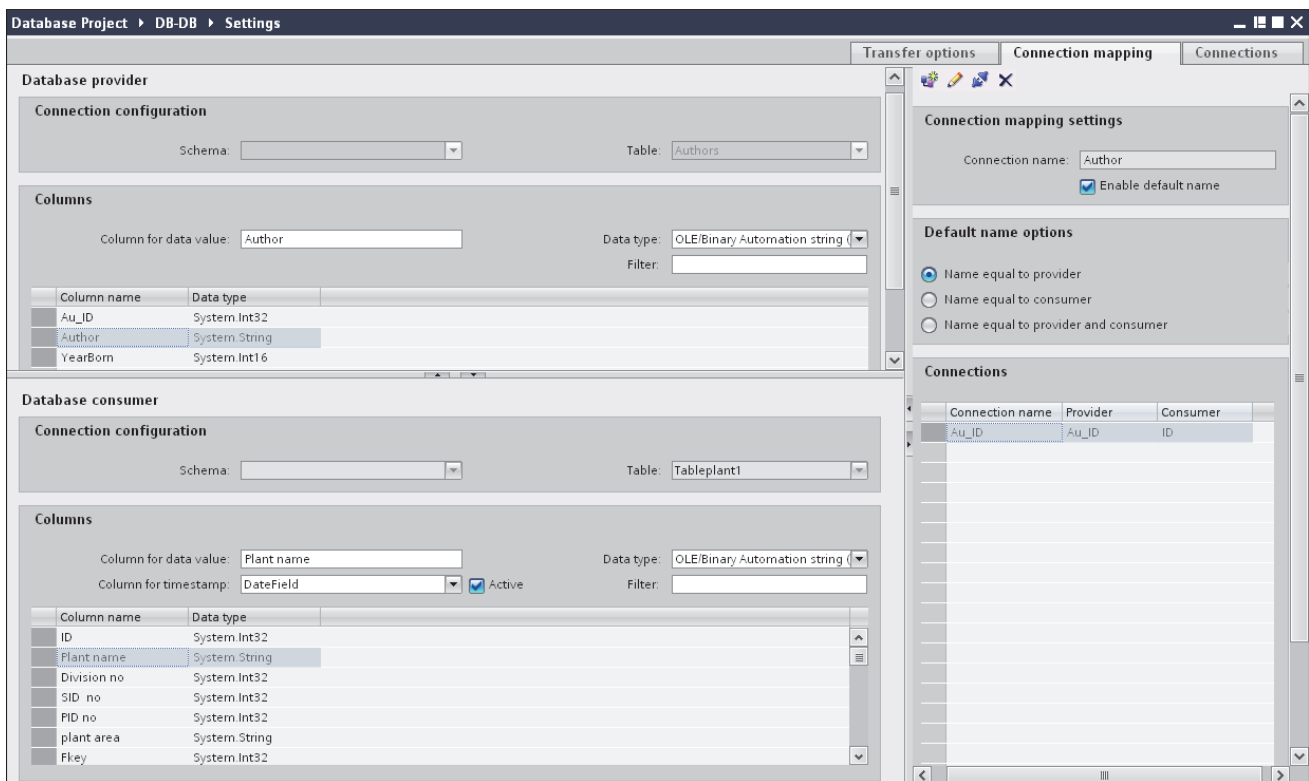 Database Project ▸ DB-DB ▸ Settings
Transfer options Connection mapping Connections
Database provider
Connection configuration
Schema: Table: Authors
Columns
Column for data value: Author Data type: OLE/Binary Automation string (
Filter:
Column name Data type
Au_ID System.Int32
Author System.String
YearBorn System.Int16
Database consumer
Connection configuration
Schema: Table: Tableplant1
Columns
Column for data value: Plant name Data type: OLE/Binary Automation string (
Column for timestamp: DateField Active Filter:
Column name Data type
ID System.Int32
Plant name System.String
Division no System.Int32
SID no System.Int32
PID no System.Int32
plant area System.String
Fkey System.Int32
Connection mapping settings
Connection name: Author
Enable default name
Default name options
Name equal to provider
Name equal to consumer
Name equal to provider and consumer
Connections
Connection name Provider Consumer
Au_ID Au_ID ID